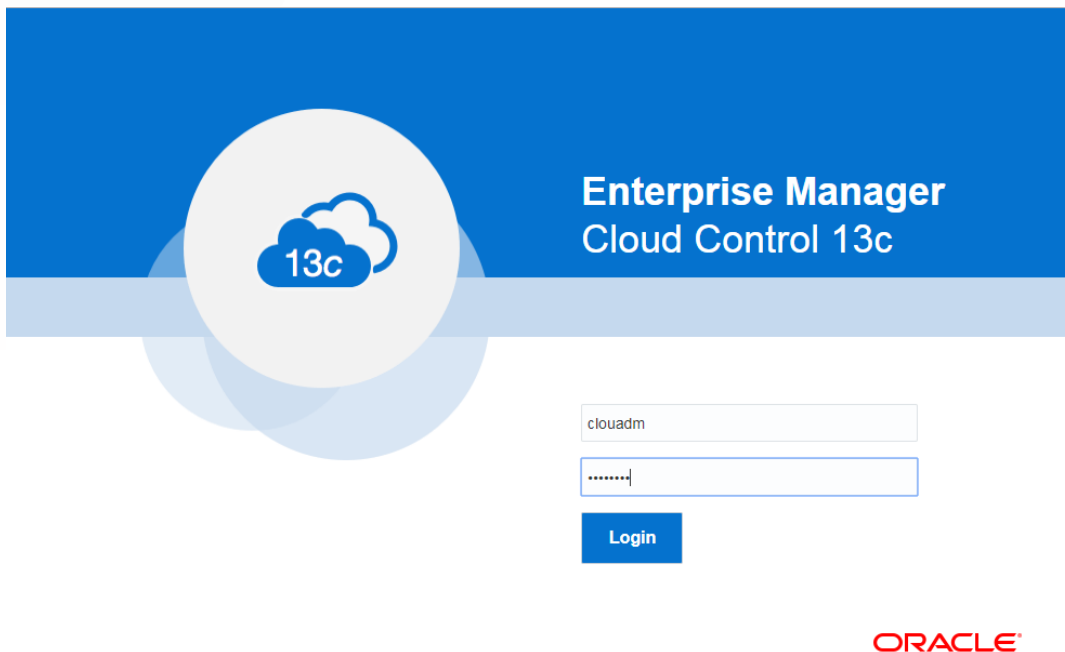 13c
Enterprise Manager
Cloud Control 13c
clouadm
••••••••
Login
ORACLE®